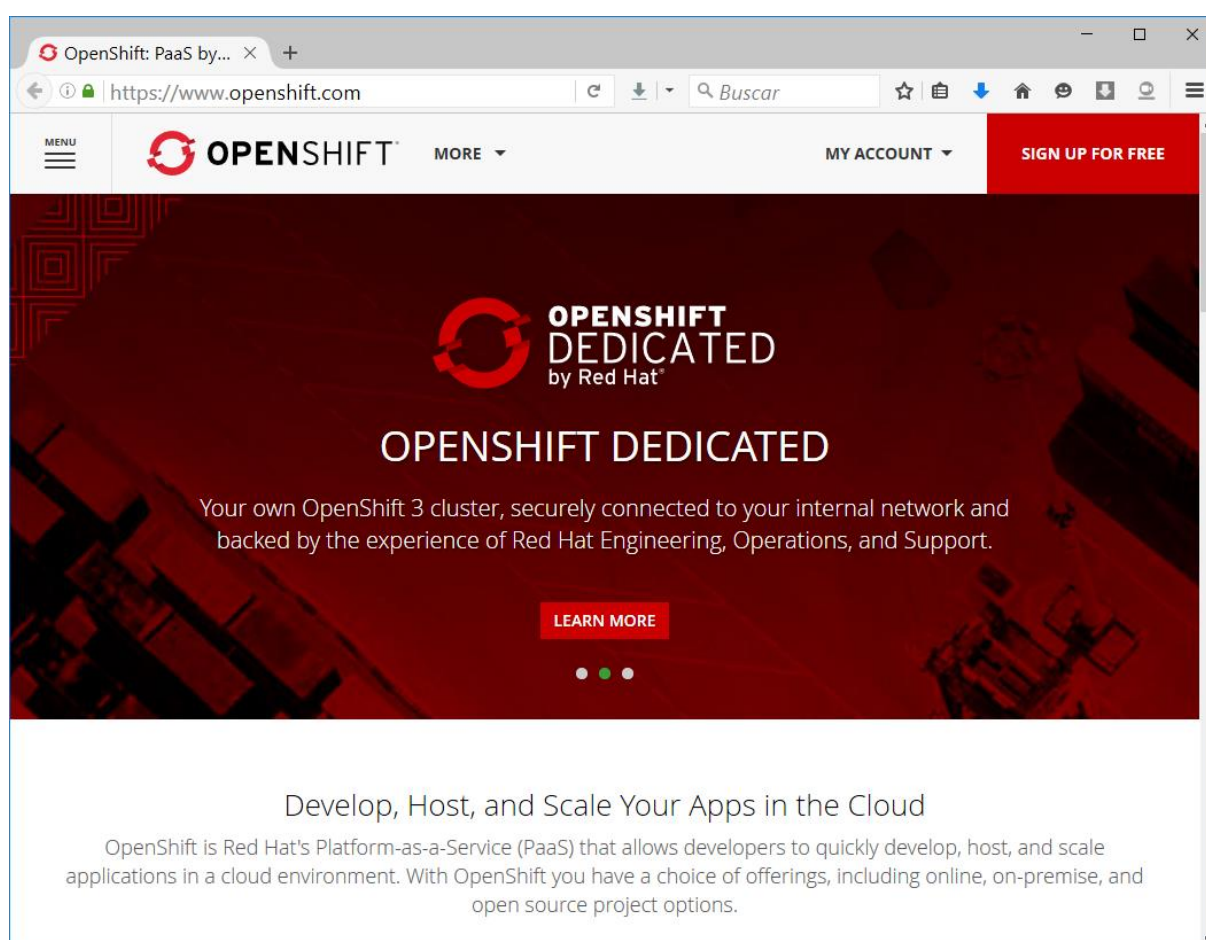 OpenShift: PaaS by...
https://www.openshift.com
Buscar
MENU
OPENSHIFT
MORE
MY ACCOUNT
SIGN UP FOR FREE
OPENSHIFT
DEDICATED
by Red Hat®
OPENSHIFT DEDICATED
Your own OpenShift 3 cluster, securely connected to your internal network and
backed by the experience of Red Hat Engineering, Operations, and Support.
LEARN MORE
Develop, Host, and Scale Your Apps in the Cloud
OpenShift is Red Hat's Platform-as-a-Service (PaaS) that allows developers to quickly develop, host, and scale
applications in a cloud environment. With OpenShift you have a choice of offerings, including online, on-premise, and
open source project options.